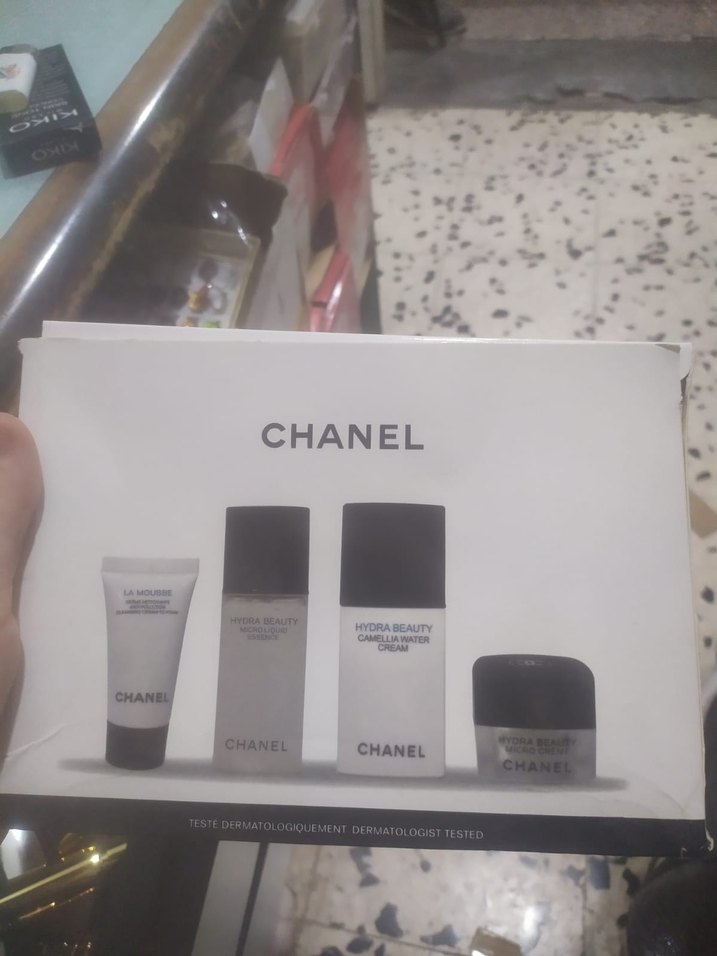 KIKO
KIKO
CHANEL
LA MOUSSE
CHANEL
HYDRA BEAUTY
MICRO LIQUID
ESSENCE
CHANEL
HYDRA BEAUTY
CAMELLIA WATER
CREAM
CHANEL
HYDRA BEAUTY
MICRO CRÈME
CHANEL
TESTÉ DERMATOLOGIQUEMENT DERMATOLOGIST TESTED